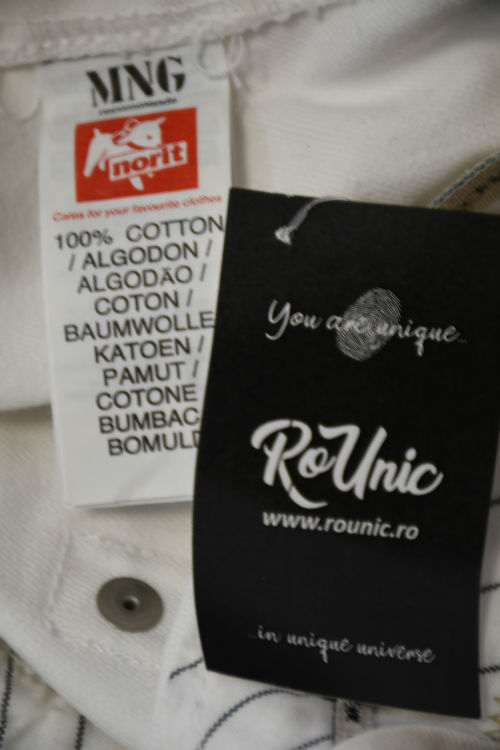 MNG
recommends
norit
Cares for your favourite clothes
100% COTTON
/ ALGODON /
ALGODÃO /
COTON /
BAUMWOLLE
KATOEN /
PAMUT /
COTONE
BUMBAC
BOMULD
You are unique...
RoUnic
www.rounic.ro
...in unique universe